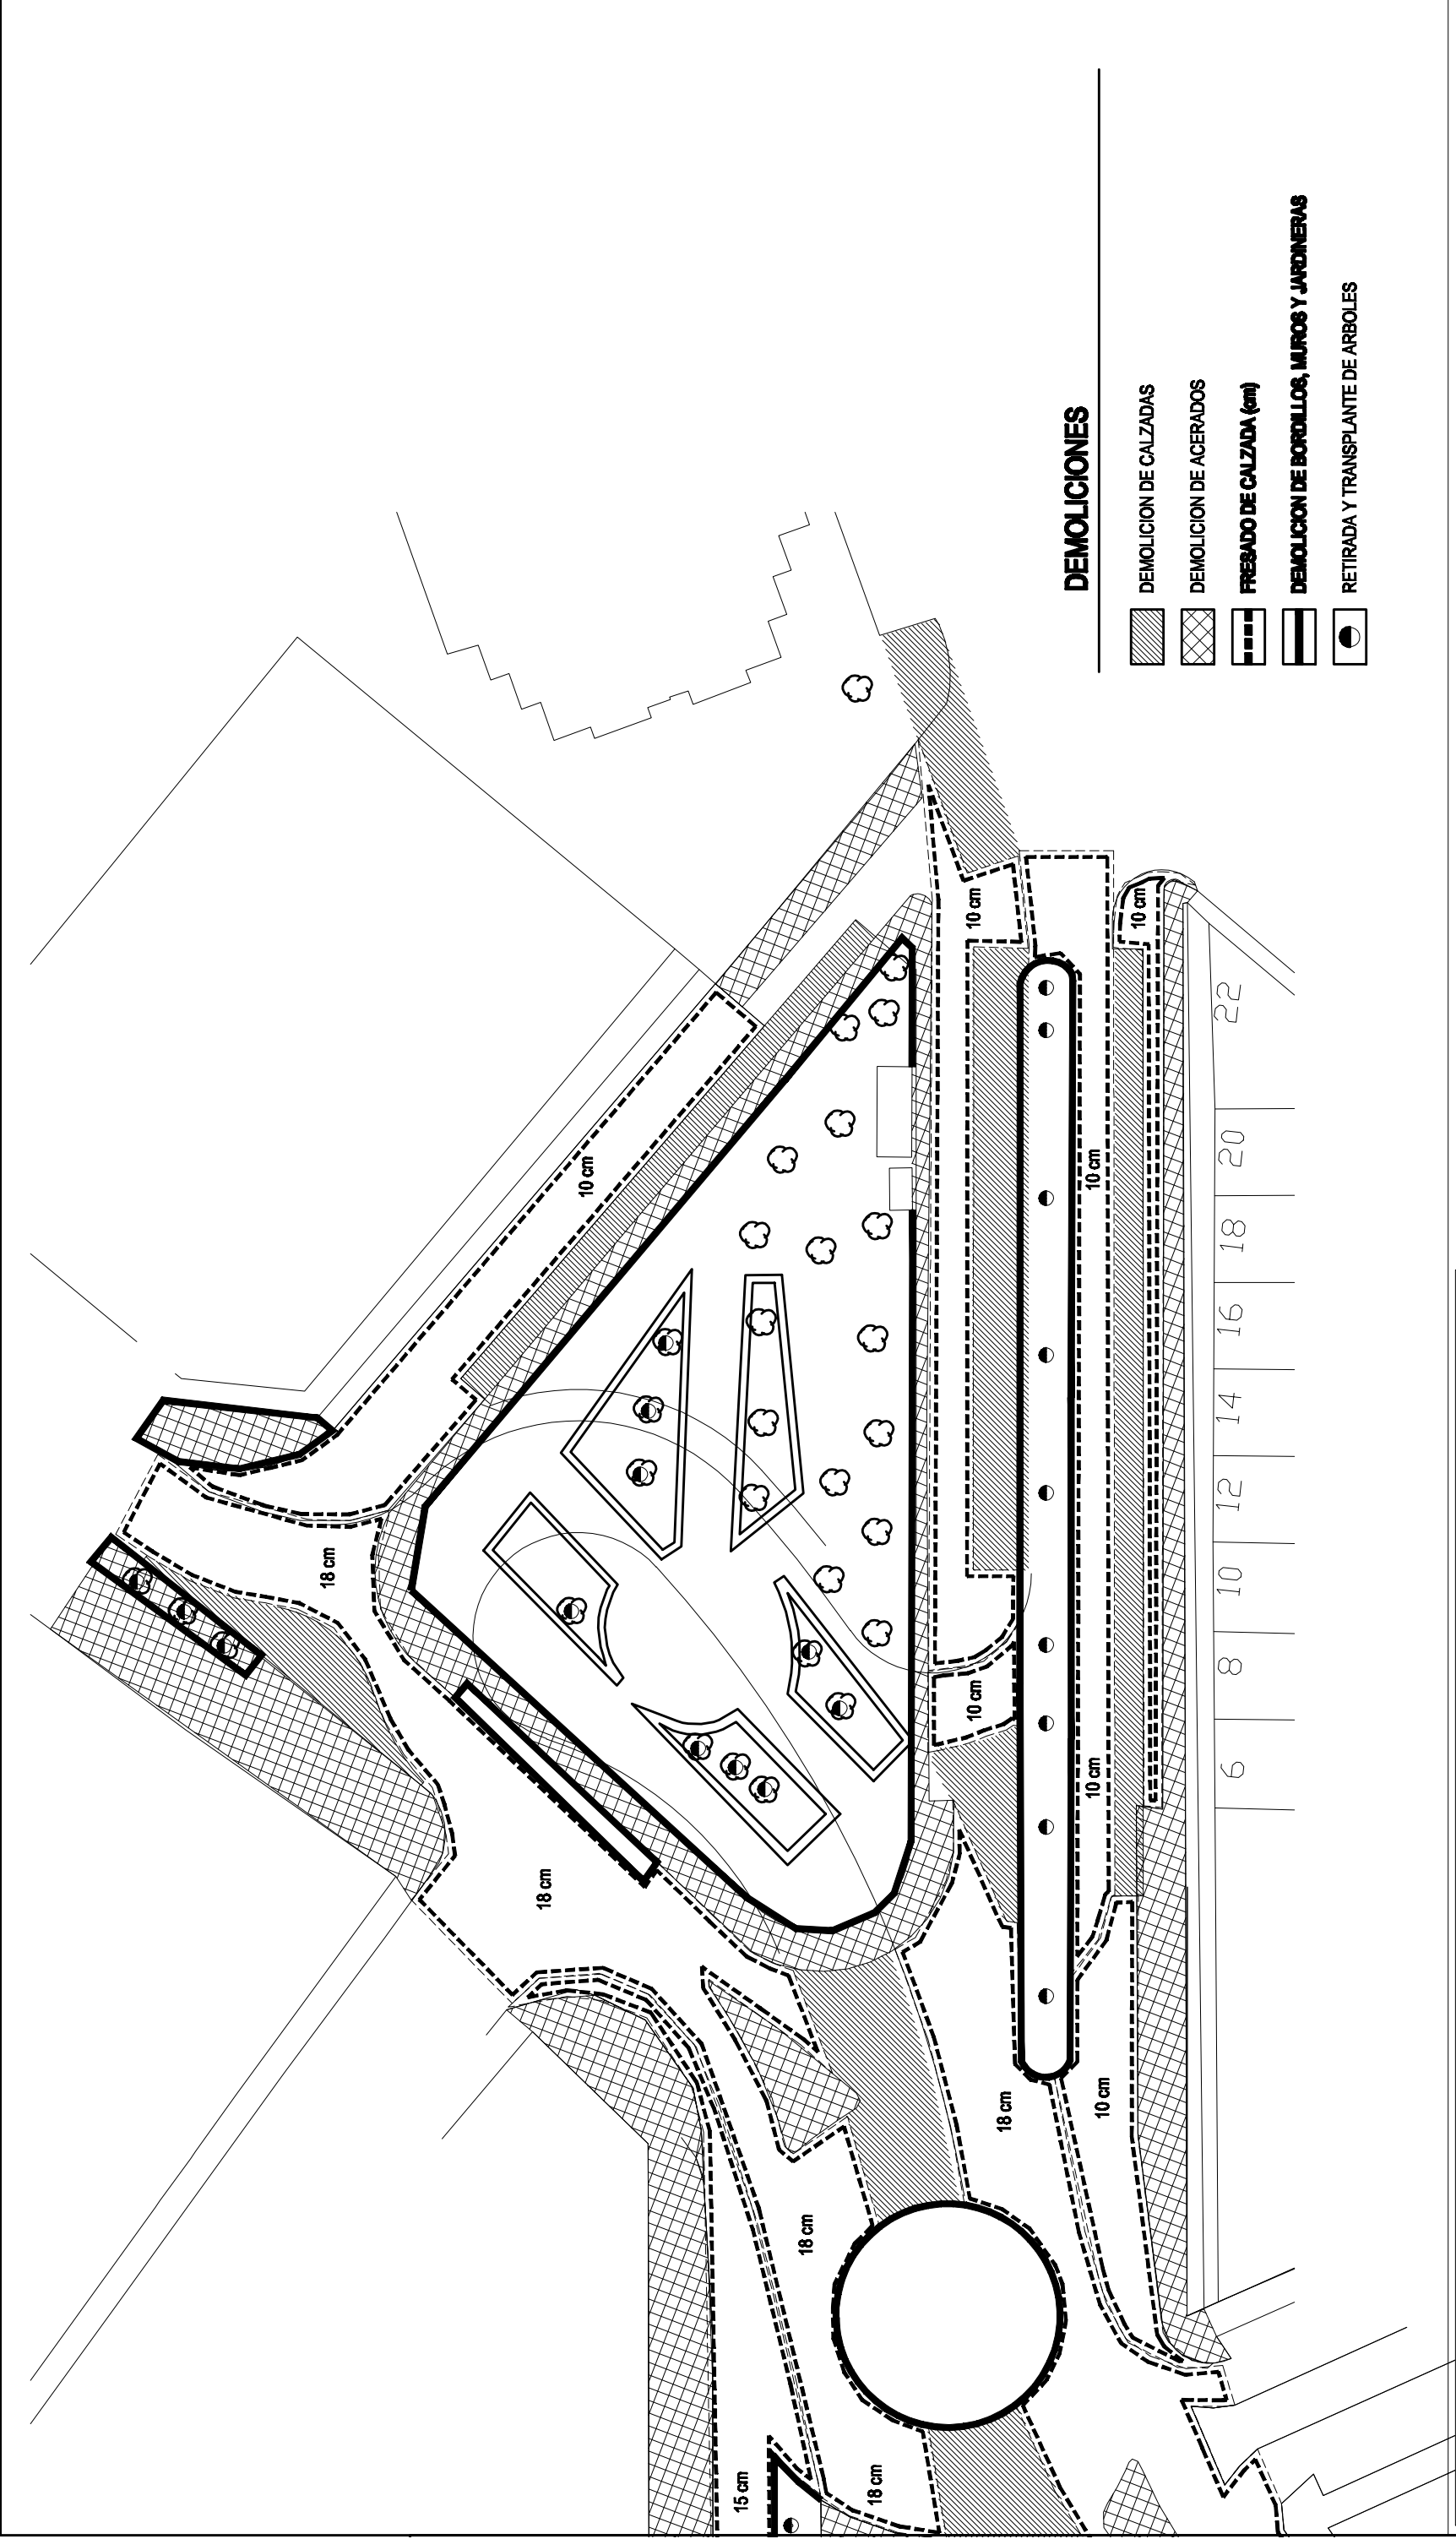 DEMOLICIONES
DEMOLICION DE CALZADAS
DEMOLICION DE ACERADOS
FRESADO DE CALZADA (cm)
DEMOLICION DE BORDILLOS, MUROS Y JARDINERAS
RETIRADA Y TRANSPLANTE DE ARBOLES
18 cm
10 cm
18 cm
15 cm
18 cm
18 cm
18 cm
10 cm
10 cm
10 cm
10 cm
10 cm
10 cm
6
8
10
12
14
16
18
20
22